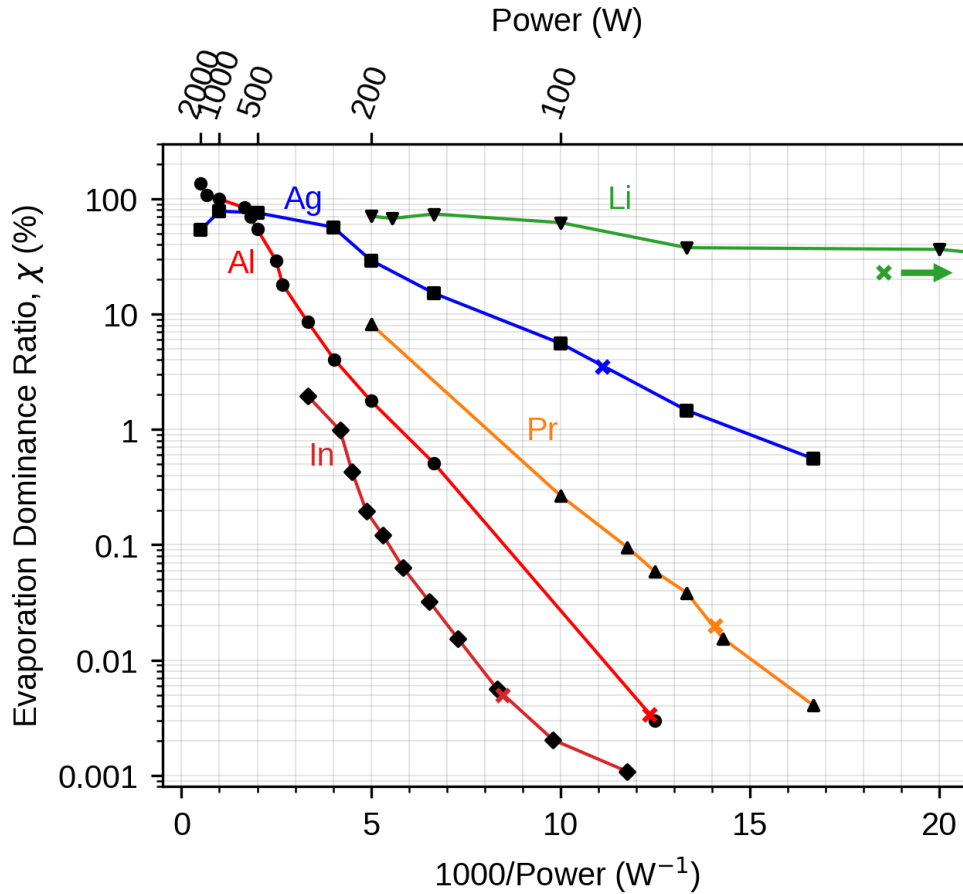 Power (W)
2000
1000
500
200
100
Evaporation Dominance Ratio, χ (%)
100
10
1
0.1
0.01
0.001
Ag
Li
Al
Pr
In
0
5
10
15
20
1000/Power (W⁻¹)